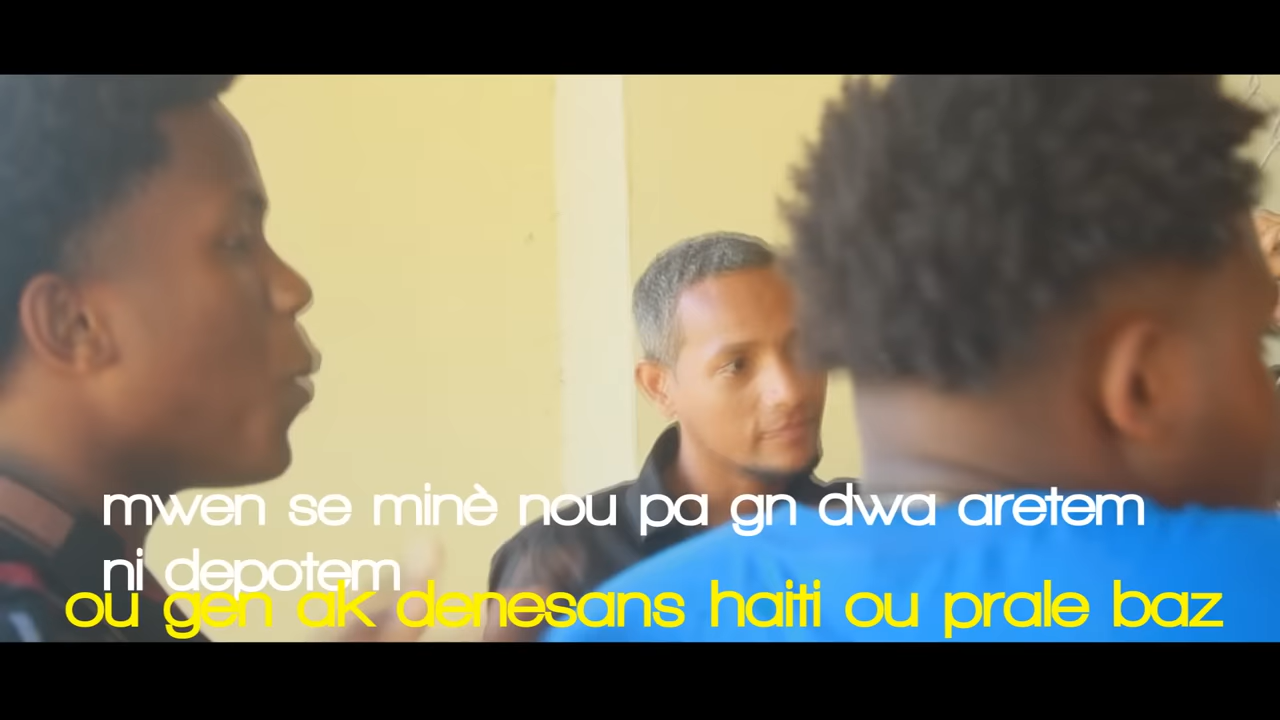 mwen se minè nou pa gn dwa aretem
ni depotem
ou gen ak denesans haiti ou prale baz